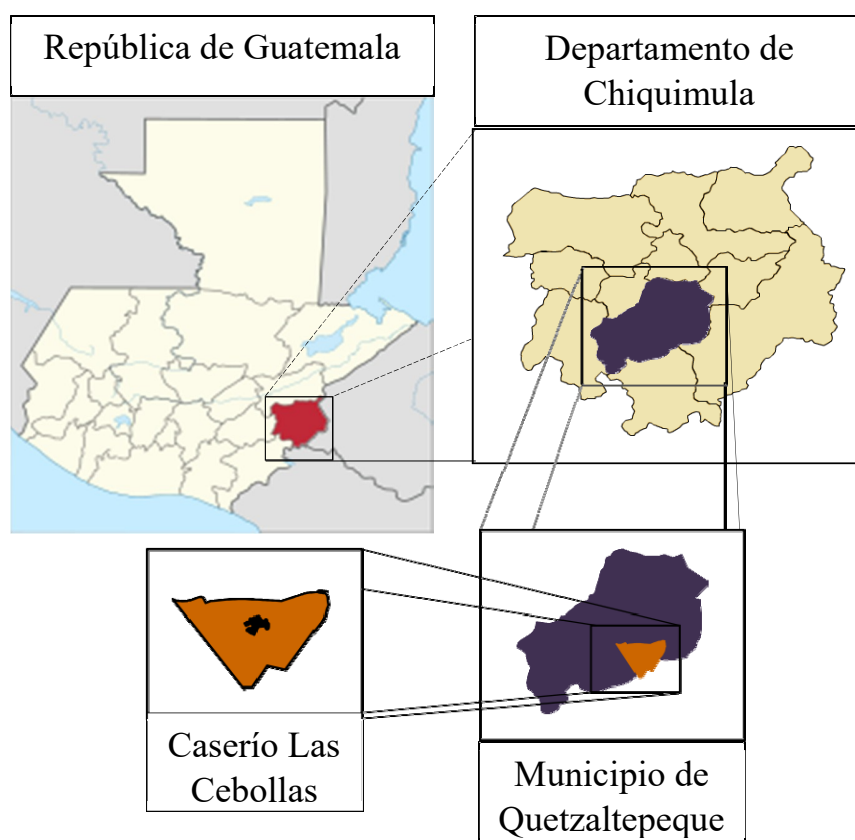 República de Guatemala
Departamento de
Chiquimula
Caserío Las
Cebollas
Municipio de
Quetzaltepeque